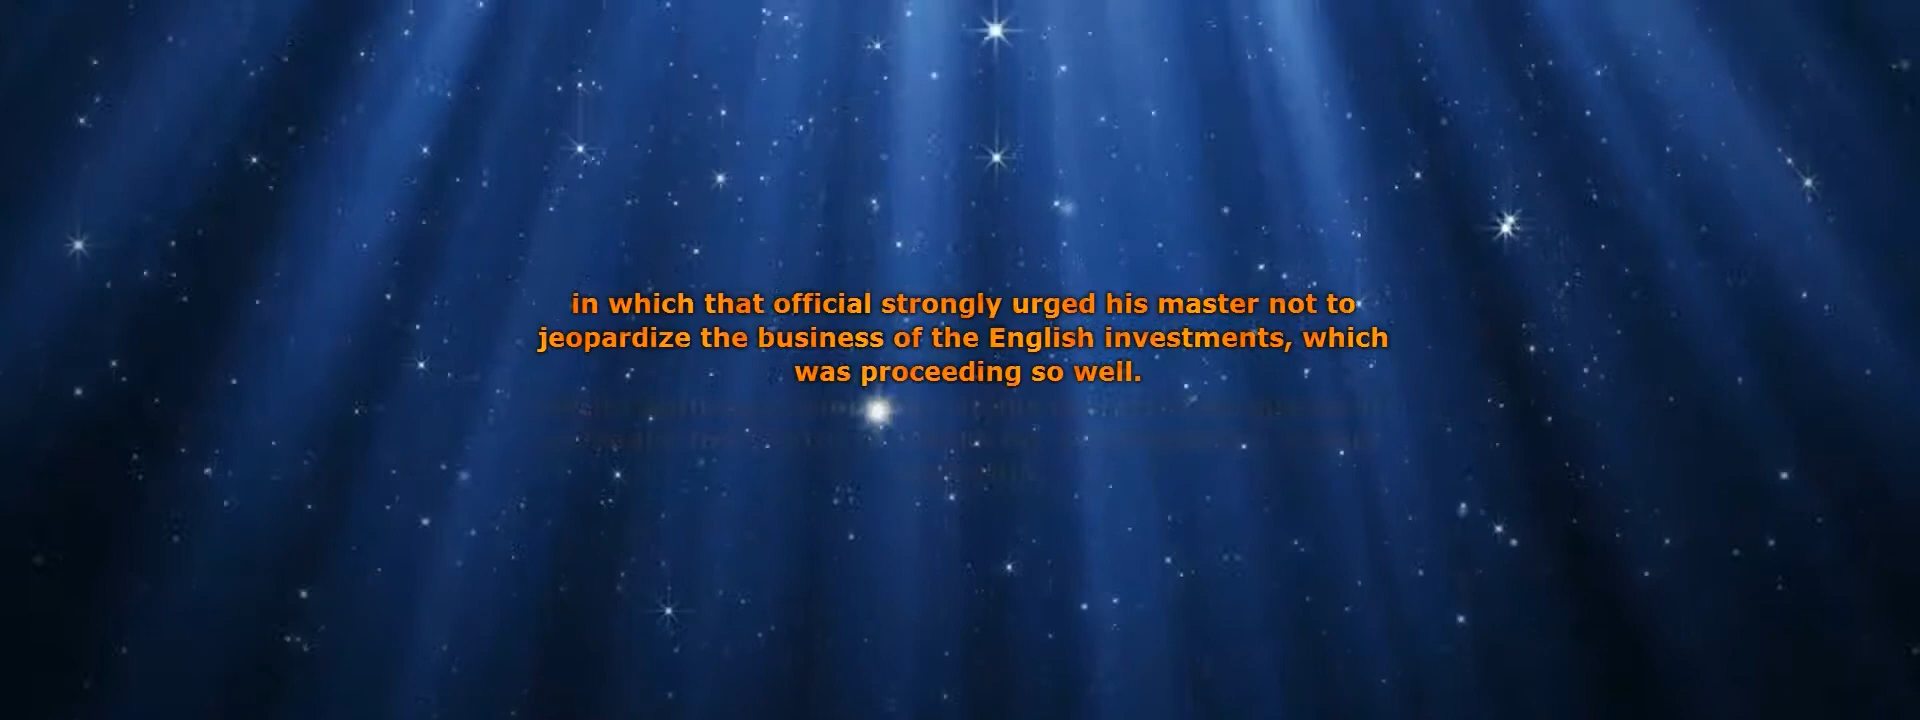 in which that official strongly urged his master not to
jeopardize the business of the English investments, which
was proceeding so well.